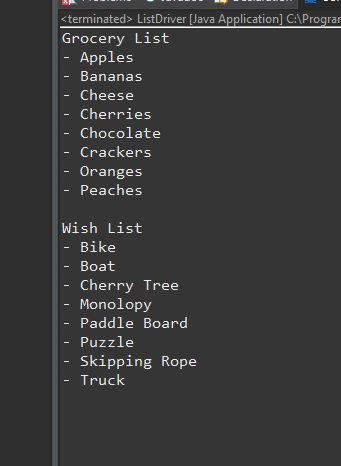 <terminated> ListDriver [Java Application] C:\Program
Grocery List
- Apples
- Bananas
- Cheese
- Cherries
- Chocolate
- Crackers
- Oranges
- Peaches
Wish List
- Bike
- Boat
- Cherry Tree
- Monolopy
- Paddle Board
- Puzzle
- Skipping Rope
- Truck